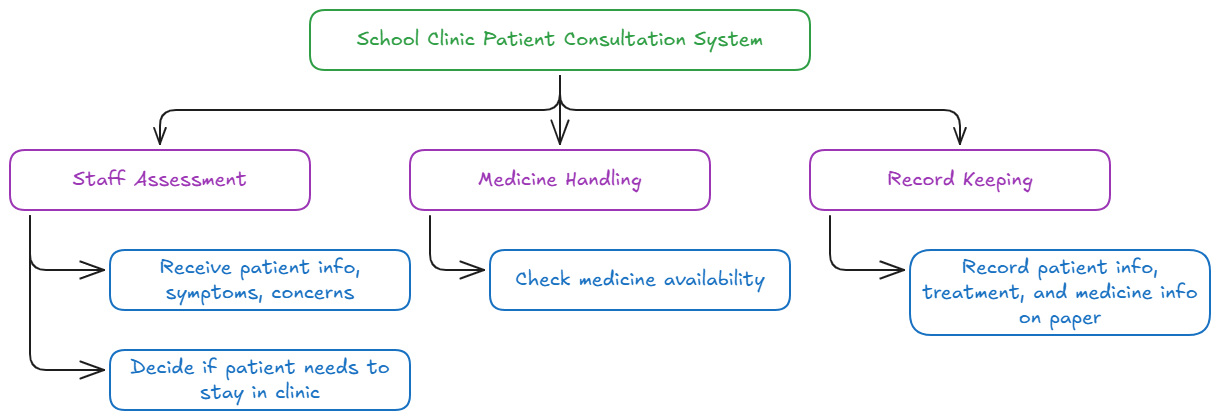 School Clinic Patient Consultation System
Staff Assessment
Medicine Handling
Record Keeping
Receive patient info,
symptoms, concerns
Check medicine availability
Record patient info,
treatment, and medicine info
on paper
Decide if patient needs to
stay in clinic